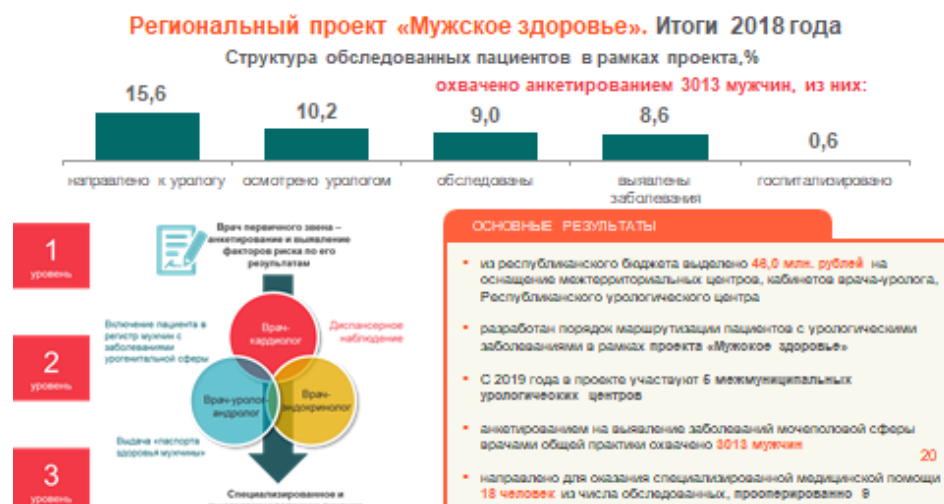 Региональный проект «Мужское здоровье». Итоги 2018 года
Структура обследованных пациентов в рамках проекта,%
охвачено анкетированием 3013 мужчин, из них:
15,6
10,2
9,0
8,6
0,6
направлено к урологу
осмотрено урологом
обследованы
выявлены
заболевания
госпитализировано
1
уровень
Врач первичного звена –
анкетирование и выявление
факторов риска по его
результатам
2
уровень
Включение пациента в
регистр мужчин с
заболеваниями
урогенитальной сферы
Врач-
кардиолог
Диспансерное
наблюдение
Врач-уролог-
андролог
Врач-
эндокринолог
Выдача «паспорта
здоровья мужчины»
3
уровень
Специализированное и
ОСНОВНЫЕ РЕЗУЛЬТАТЫ
из республиканского бюджета выделено 46,0 млн. рублей на
оснащение межтерриториальных центров, кабинетов врача-уролога,
Республиканского урологического центра
разработан порядок маршрутизации пациентов с урологическими
заболеваниями в рамках проекта «Мужское здоровье»
С 2019 года в проекте участвуют 5 межмуниципальных
урологических центров
анкетированием на выявление заболеваний мочеполовой сферы
врачами общей практики охвачено 3013 мужчин
20
направлено для оказания специализированной медицинской помощи
18 человек из числа обследованных, прооперировано 9